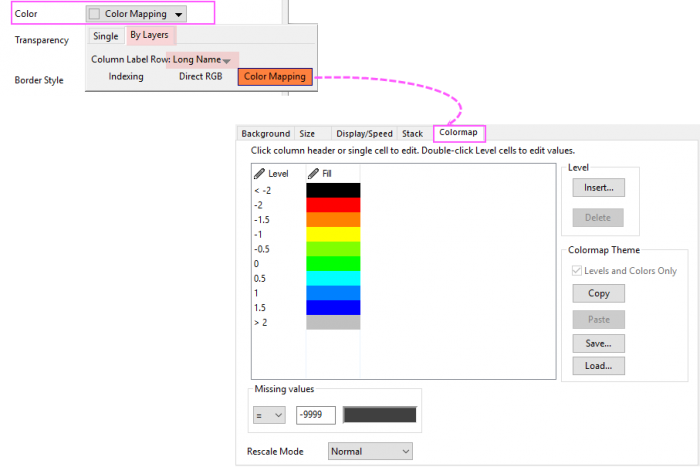 Color
Color Mapping
Transparency
Single
By Layers
Column Label Row: Long Name
Border Style
Indexing
Direct RGB
Color Mapping
Background
Size
Display/Speed
Stack
Colormap
Click column header or single cell to edit. Double-click Level cells to edit values.
Level
Fill
< -2
-2
-1.5
-1
-0.5
0
0.5
1
1.5
> 2
Level
Insert...
Delete
Colormap Theme
Levels and Colors Only
Copy
Paste
Save...
Load...
Missing values
=
-9999
Rescale Mode
Normal